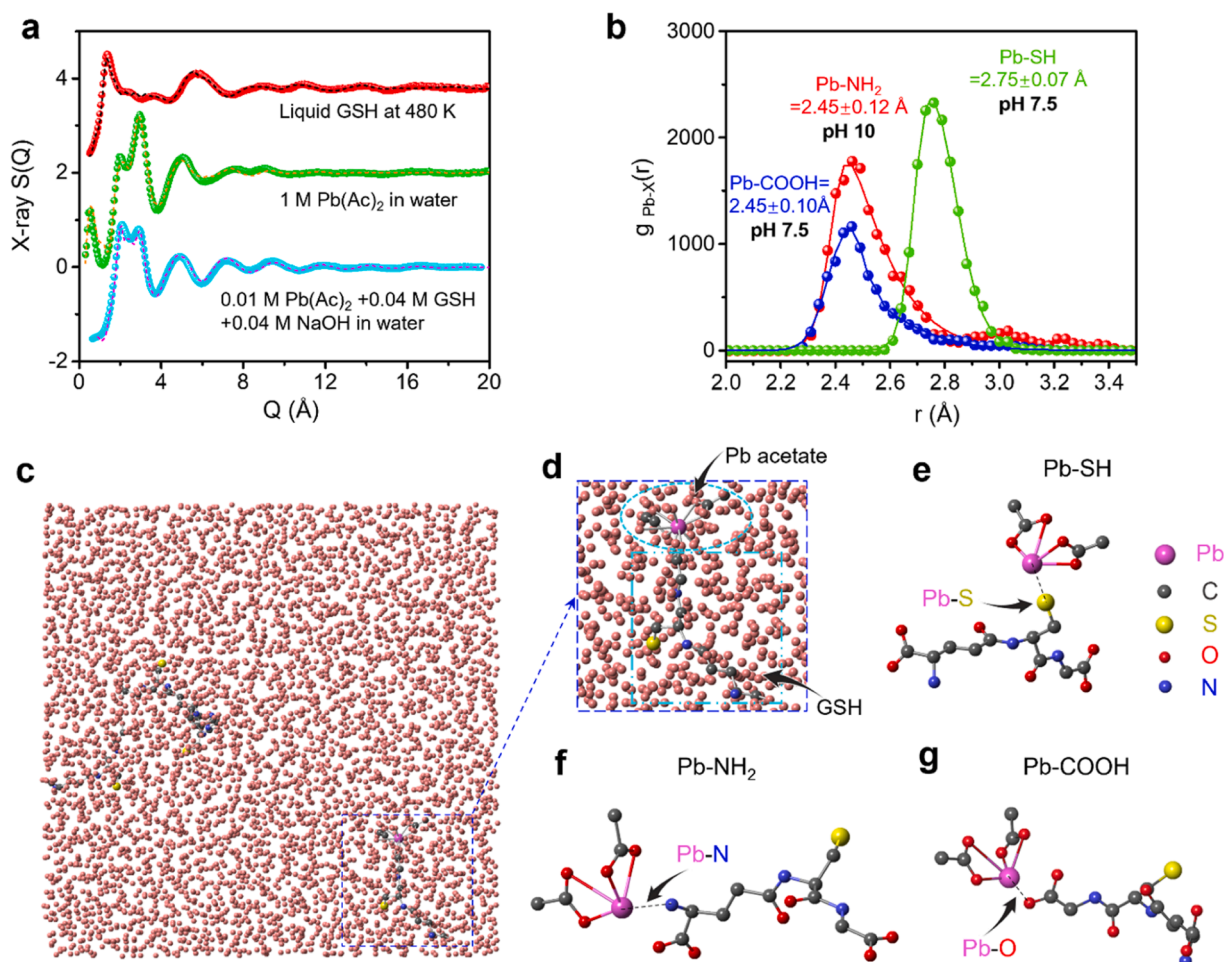 a
X-ray S(Q)
4
2
0
-2
Liquid GSH at 480 K
1 M Pb(Ac)₂ in water
0.01 M Pb(Ac)₂ +0.04 M GSH
+0.04 M NaOH in water
0 4 8 12 16 20
Q (Å)
b
g Pb-X(r)
3000
2000
1000
0
Pb-SH
=2.75±0.07 Å
pH 7.5
Pb-NH₂
=2.45±0.12 Å
pH 10
Pb-COOH=
2.45±0.10Å
pH 7.5
2.0 2.2 2.4 2.6 2.8 3.0 3.2 3.4
r (Å)
c
d
Pb acetate
GSH
e
Pb-SH
Pb-S
Pb
C
S
O
N
f
Pb-NH₂
Pb-N
g
Pb-COOH
Pb-O